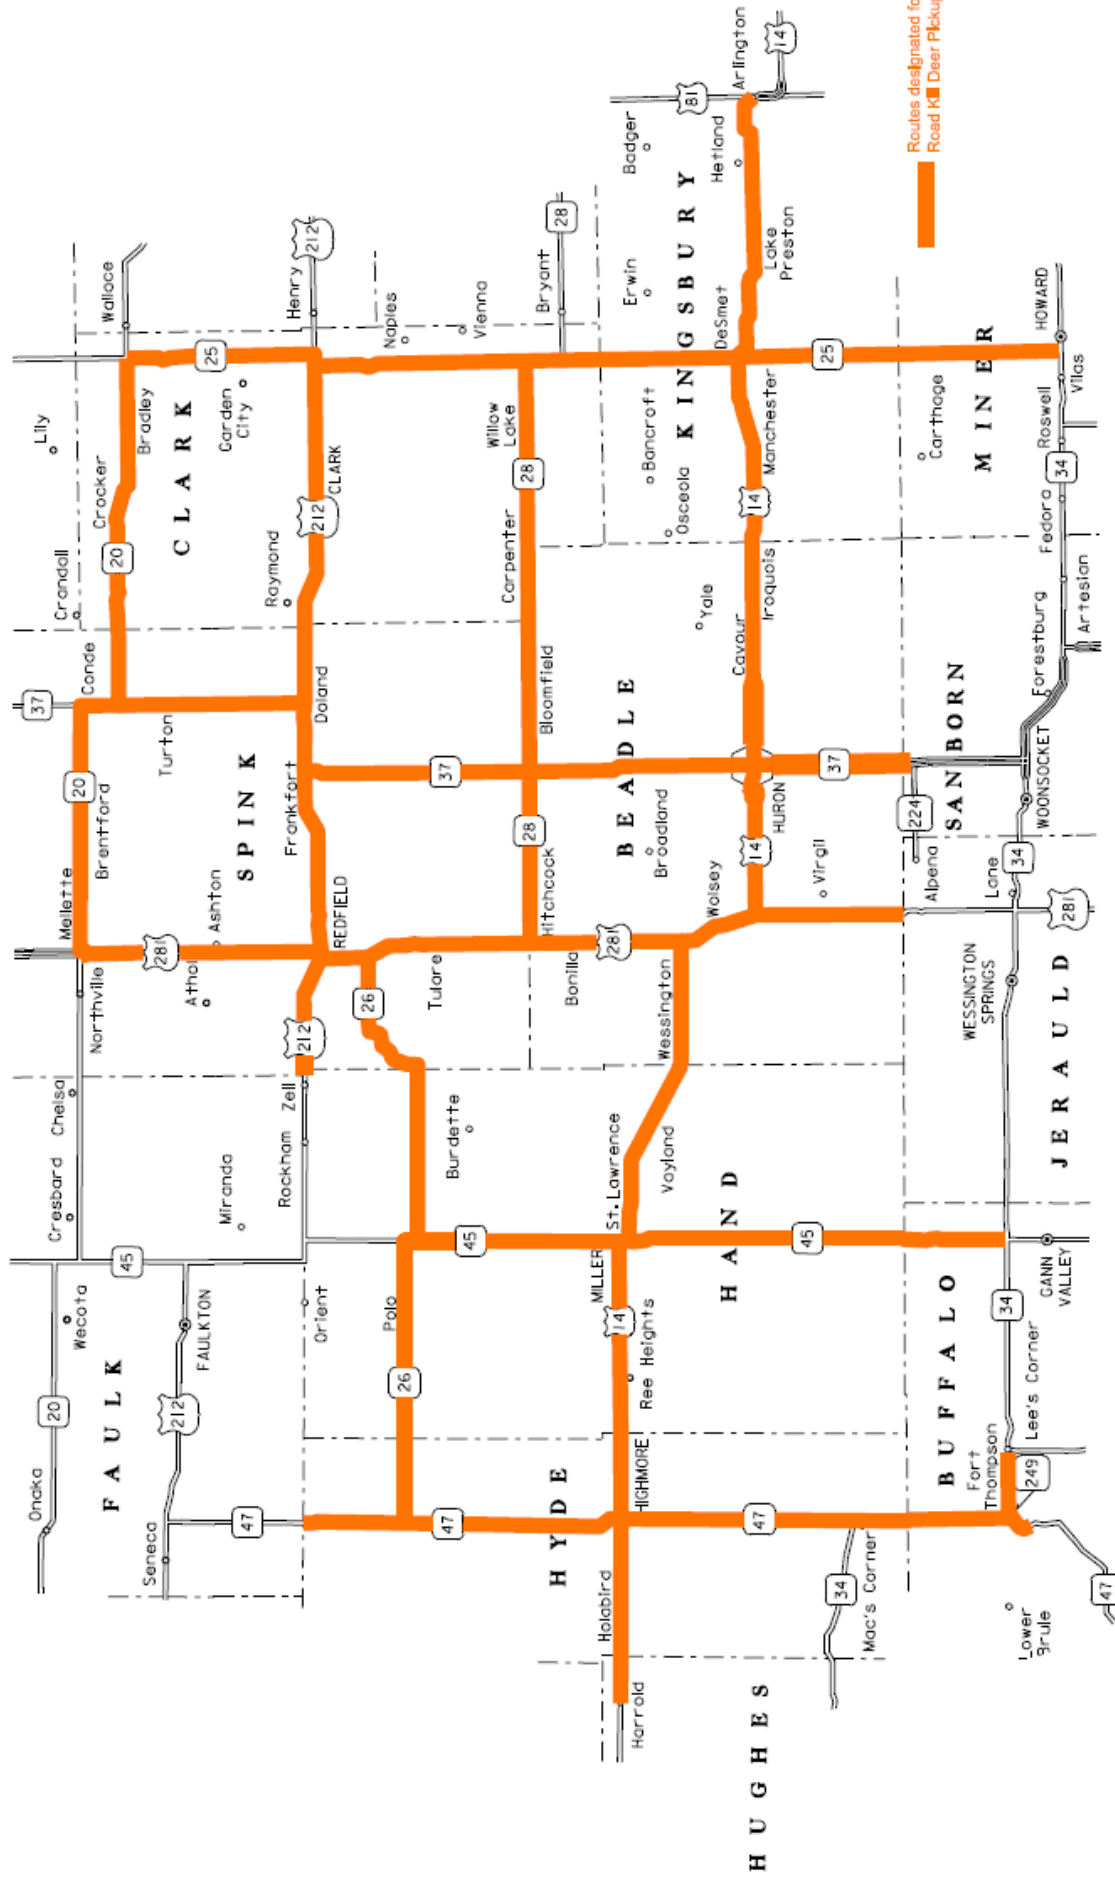 Onaka
20
Wecota
Cresbard
Chelsa
Northville
Mellette
20
Brentford
37
Conde
Crandall
20
Crocker
Lily
Bradley
Wallace
F A U L K
Seneca
212
FAULKTON
45
Miranda
Athol
281
Ashton
Turton
S P I N K
C L A R K
Garden
City
25
47
Orient
Rockham
Zell
212
REDFIELD
Frankfort
Doland
Raymond
212
CLARK
Henry
212
47
26
Polo
45
Burdette
26
Tulare
37
Naples
Vienna
H Y D E
Holabird
Harrold
HIGHMORE
Ree Heights
14
MILLER
St.Lawrence
Vayland
Wessington
Bonilla
281
Hitchcock
28
Bloomfield
Carpenter
28
Willow
Lake
Bryant
28
H U G H E S
H A N D
Wolsey
Broadland
B E A D L E
Yale
Osceola
Bancroft
K I N G S B U R Y
Erwin
Badger
81
14
HURON
Cavour
Iroquois
14
Manchester
DeSmet
Lake
Preston
Hetland
Arlington
14
34
Mac's Corner
47
45
Virgil
37
25
B U F F A L O
Fort
Thompson
249
Lee's Corner
34
GANN
VALLEY
J E R A U L D
WESSINGTON
SPRINGS
Lane
281
34
Alpena
224
S A N B O R N
WOONSOCKET
Forestburg
Artesian
Fedora
34
Roswell
Carthage
M I N E R
Vilas
HOWARD
Lower
Brule
47
Routes designated fo
Road Kill Deer Pickup